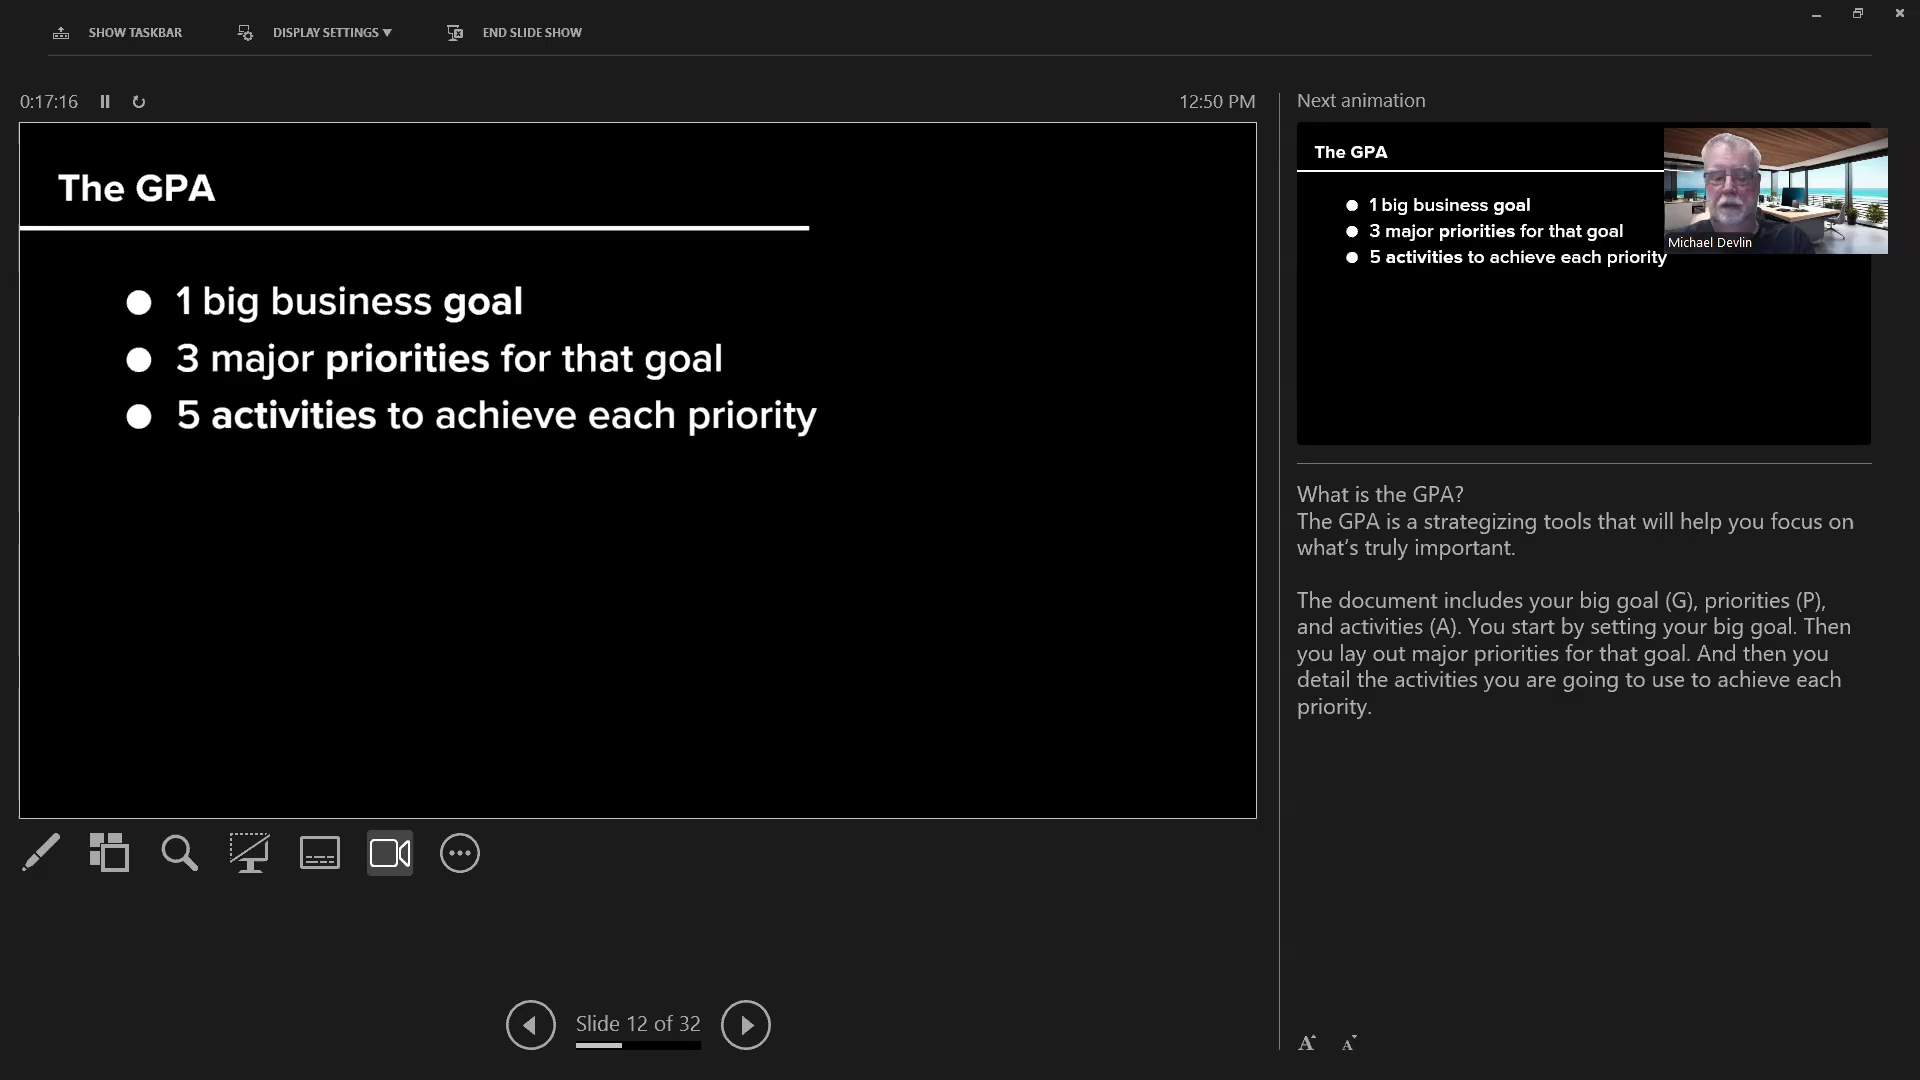 SHOW TASKBAR
DISPLAY SETTINGS
END SLIDE SHOW
0:17:16
12:50 PM
The GPA
1 big business goal
3 major priorities for that goal
5 activities to achieve each priority
Slide 12 of 32
Next animation
The GPA
1 big business goal
3 major priorities for that goal
5 activities to achieve each priority
Michael Devlin
What is the GPA?
The GPA is a strategizing tools that will help you focus on
what's truly important.
The document includes your big goal (G), priorities (P),
and activities (A). You start by setting your big goal. Then
you lay out major priorities for that goal. And then you
detail the activities you are going to use to achieve each
priority.
A A